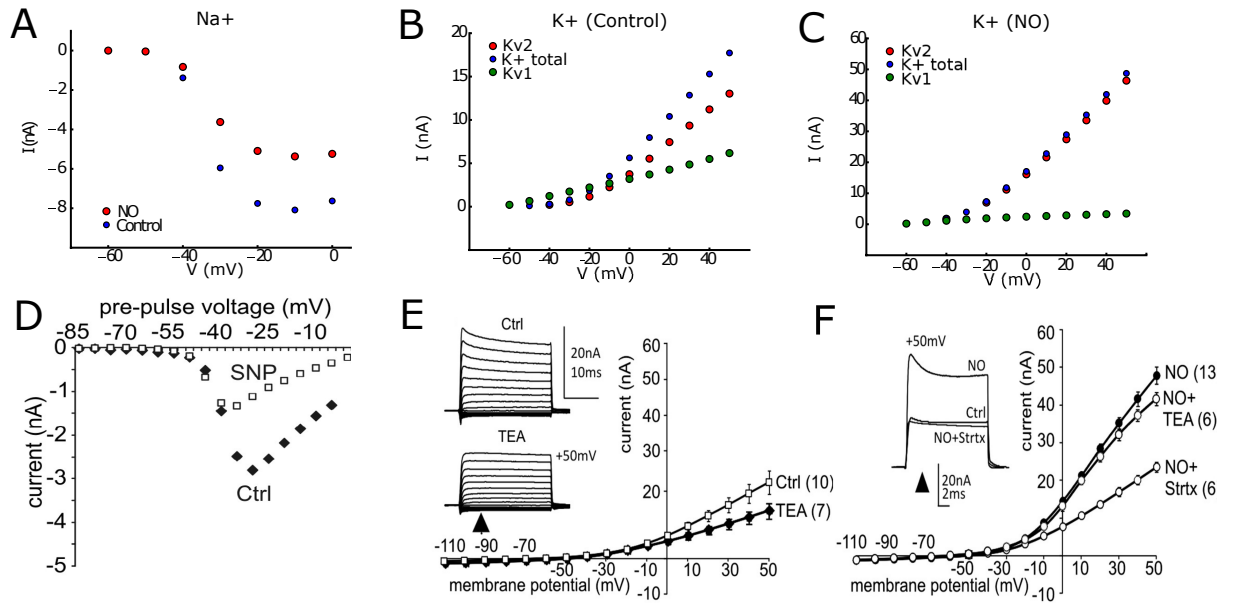 A
Na+
0
−2
−4
−6
−8
I(nA)
NO
Control
−60
−40
−20
0
V (mV)
B
K+ (Control)
20
15
10
5
0
I (nA)
Kv2
K+ total
Kv1
−60
−40
−20
0
20
40
V (mV)
C
K+ (NO)
60
50
40
30
20
10
0
I (nA)
Kv2
K+ total
Kv1
−60
−40
−20
0
20
40
V (mV)
D
pre-pulse voltage (mV)
-85 -70 -55 -40 -25 -10
0
-1
-2
-3
-4
-5
current (nA)
SNP
Ctrl
E
Ctrl
20nA
10ms
TEA
+50mV
60
50
40
30
20
-10
current (nA)
Ctrl (10)
TEA (7)
-110 -90 -70
-50 -30 -10 10 30 50
membrane potential (mV)
F
+50mV
NO
Ctrl
NO+Strtx
20nA
2ms
60
50
40
30
20
-10
current (nA)
NO (13
NO+
TEA (6)
NO+
Strtx (6
-110 -90 -70
-50 -30 -10 10 30 50
membrane potential (mV)